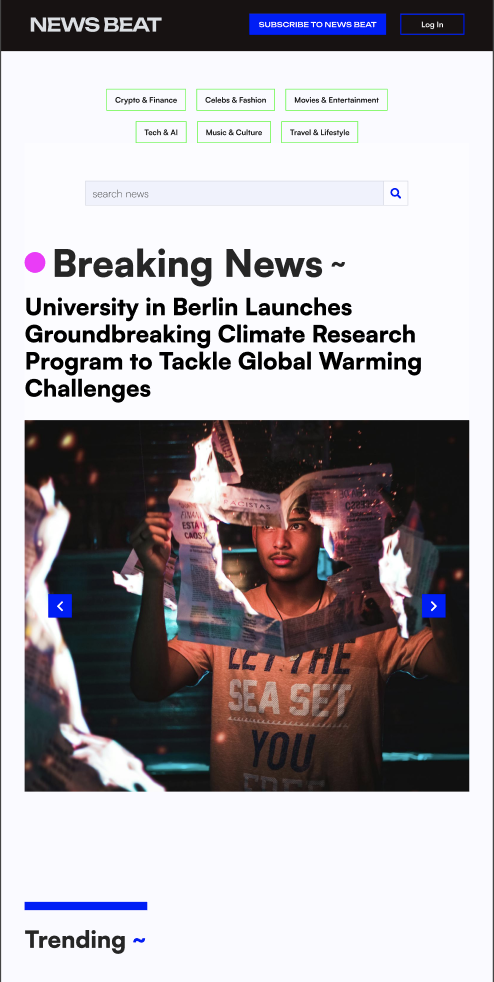 NEWS BEAT
SUBSCRIBE TO NEWS BEAT
Log In
Crypto & Finance
Celebs & Fashion
Movies & Entertainment
Tech & AI
Music & Culture
Travel & Lifestyle
search news
Breaking News ~
University in Berlin Launches
Groundbreaking Climate Research
Program to Tackle Global Warming
Challenges
LET THE
SEA SET
YOU
FREE
Trending ~